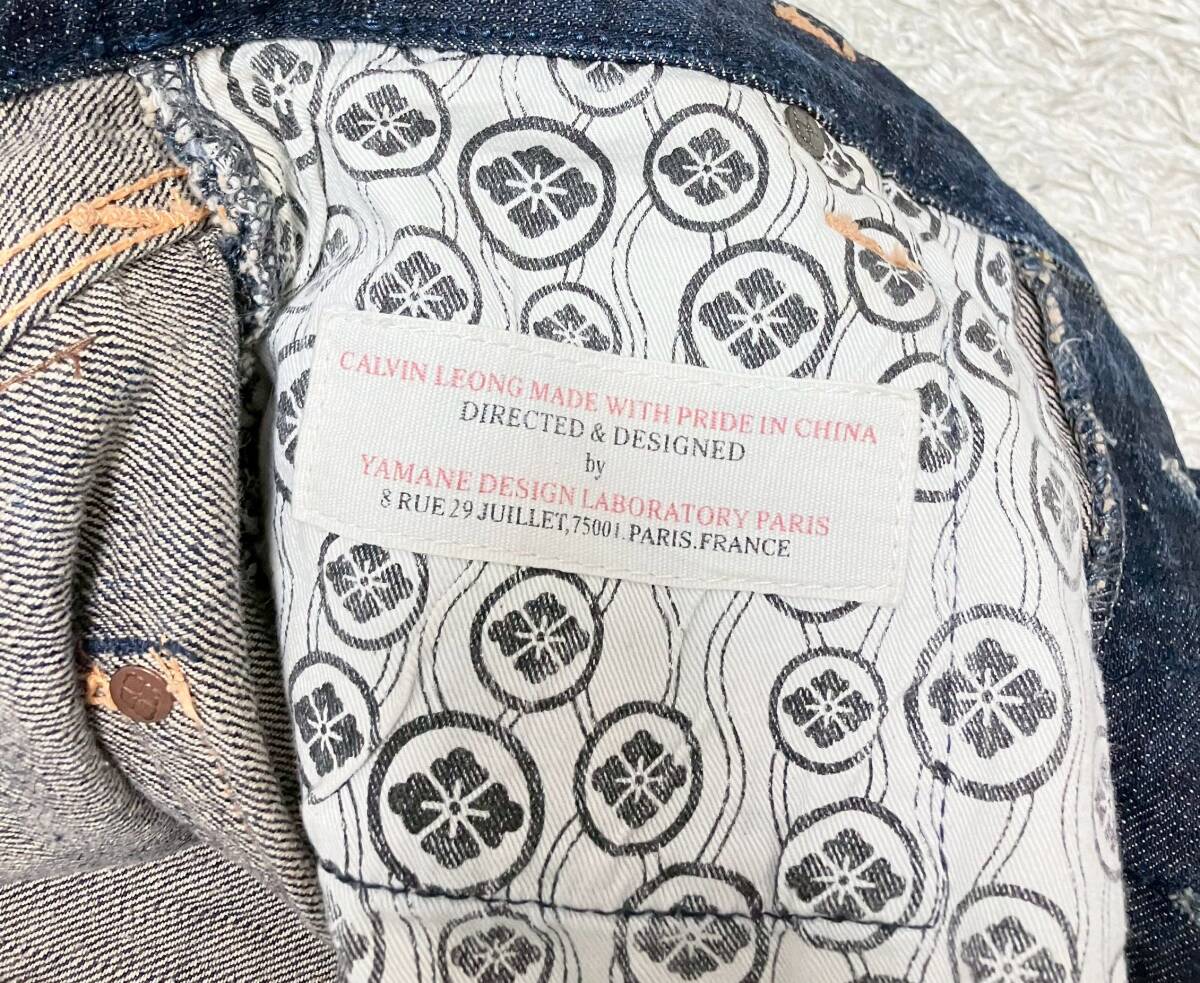 CALVIN LEONG MADE WITH PRIDE IN CHINA
DIRECTED & DESIGNED
by
YAMANE DESIGN LABORATORY PARIS
8 RUE 29 JUILLET, 75001. PARIS. FRANCE